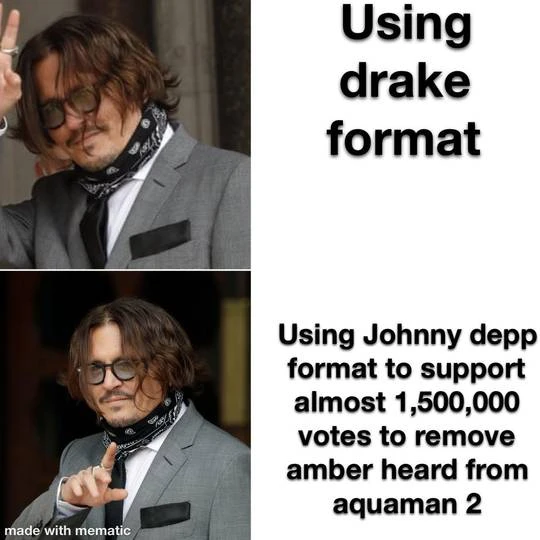 Using
drake
format
Using Johnny depp
format to support
almost 1,500,000
votes to remove
amber heard from
aquaman 2
made with mematic